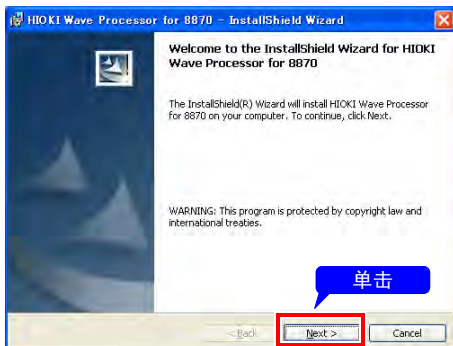 HIOKI Wave Processor for 8870 - InstallShield Wizard
Welcome to the InstallShield Wizard for HIOKI
Wave Processor for 8870
The InstallShield(R) Wizard will install HIOKI Wave Processor
for 8870 on your computer. To continue, click Next.
WARNING: This program is protected by copyright law and
international treaties.
单击
< Back
Next >
Cancel